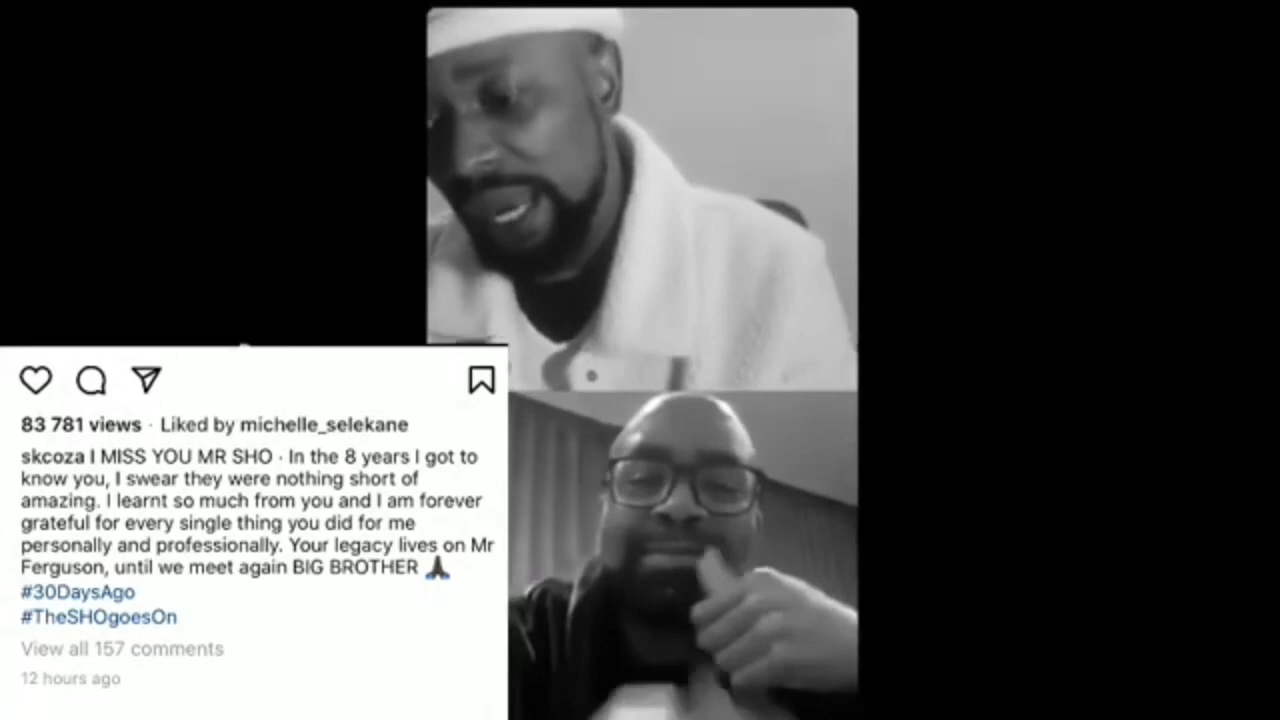 83 781 views · Liked by michelle_selekane
skcoza I MISS YOU MR SHO · In the 8 years I got to
know you, I swear they were nothing short of
amazing. I learnt so much from you and I am forever
grateful for every single thing you did for me
personally and professionally. Your legacy lives on Mr
Ferguson, until we meet again BIG BROTHER 🙏🏿
#30DaysAgo
#TheSHOgoesOn
View all 157 comments
12 hours ago